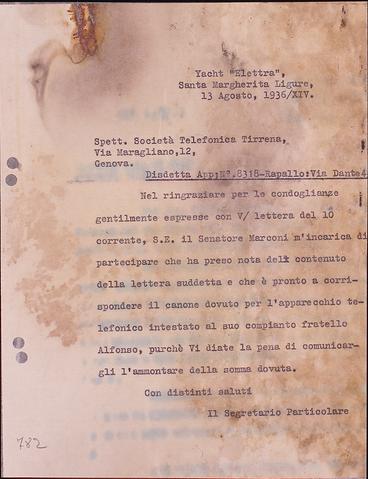 Yacht "Elettra",
Santa Margherita Ligure,
13 Agosto, 1936/XIV.
Spett. Società Telefonica Tirrena,
Via Maragliano,12,
Genova.
Disdetta App:N°.8318-Rapallo:Via Dante4
Nel ringraziare per le condoglianze
gentilmente espresse con V/ lettera del 10
corrente, S.E. il Senatore Marconi m'incarica di
partecipare che ha preso nota del contenuto
della lettera suddetta e che è pronto a corri-
spondere il canone dovuto per l'apparecchio te-
lefonico intestato al suo compianto fratello
Alfonso, purchè Vi diate la pena di comunicar-
gli l'ammontare della somma dovuta.
Con distinti saluti
Il Segretario Particolare
782